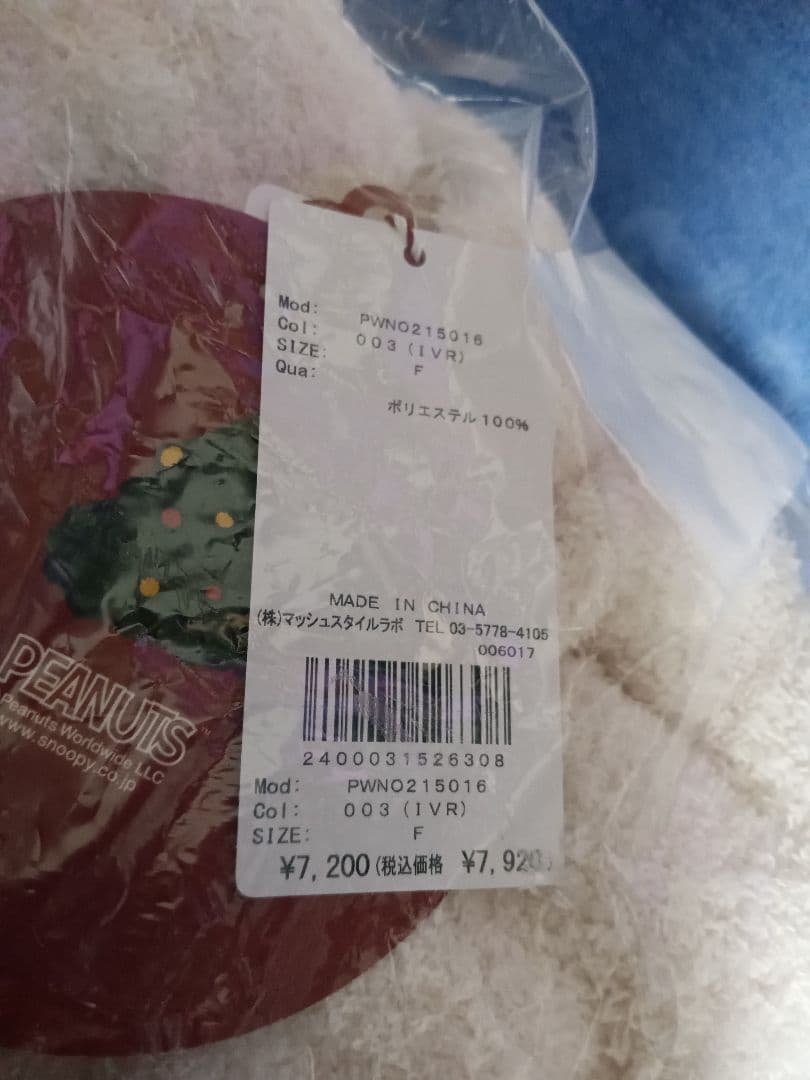 Mod: PWNO215016
Col: 003(IVR)
SIZE: F
Qua:
ポリエステル100%
MADE IN CHINA
(株)マッシュスタイルラボ TEL 03-5778-4105
006017
2400031526308
Mod: PWNO215016
Col: 003(IVR)
SIZE: F
¥7,200(税込価格 ¥7,920)
PEANUTS™
Peanuts Worldwide LLC
www.snoopy.co.jp